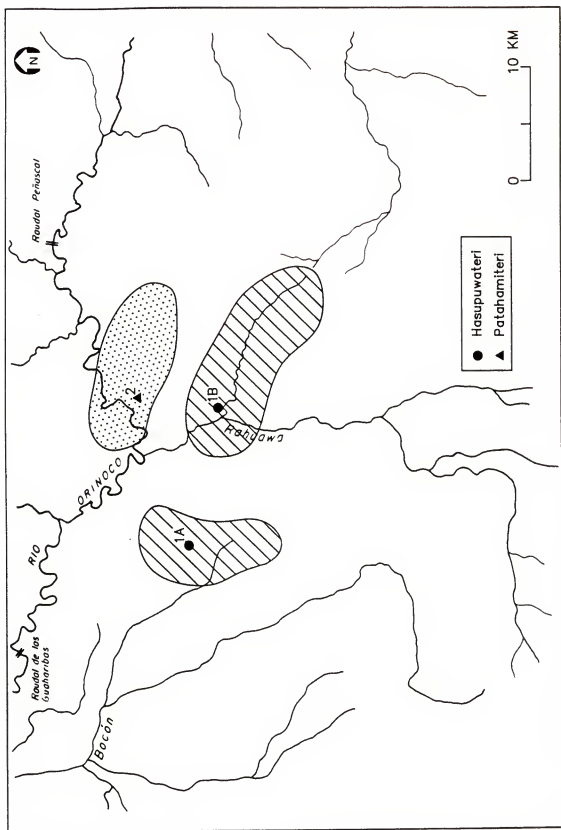 N
Raudal de los
Guaharibos
RIO
ORINOCO
Raudal Peñascal
Bocón
1A
2
1B
Rahuawa
● Hasupuwateri
▲ Patahamiteri
0 10 KM